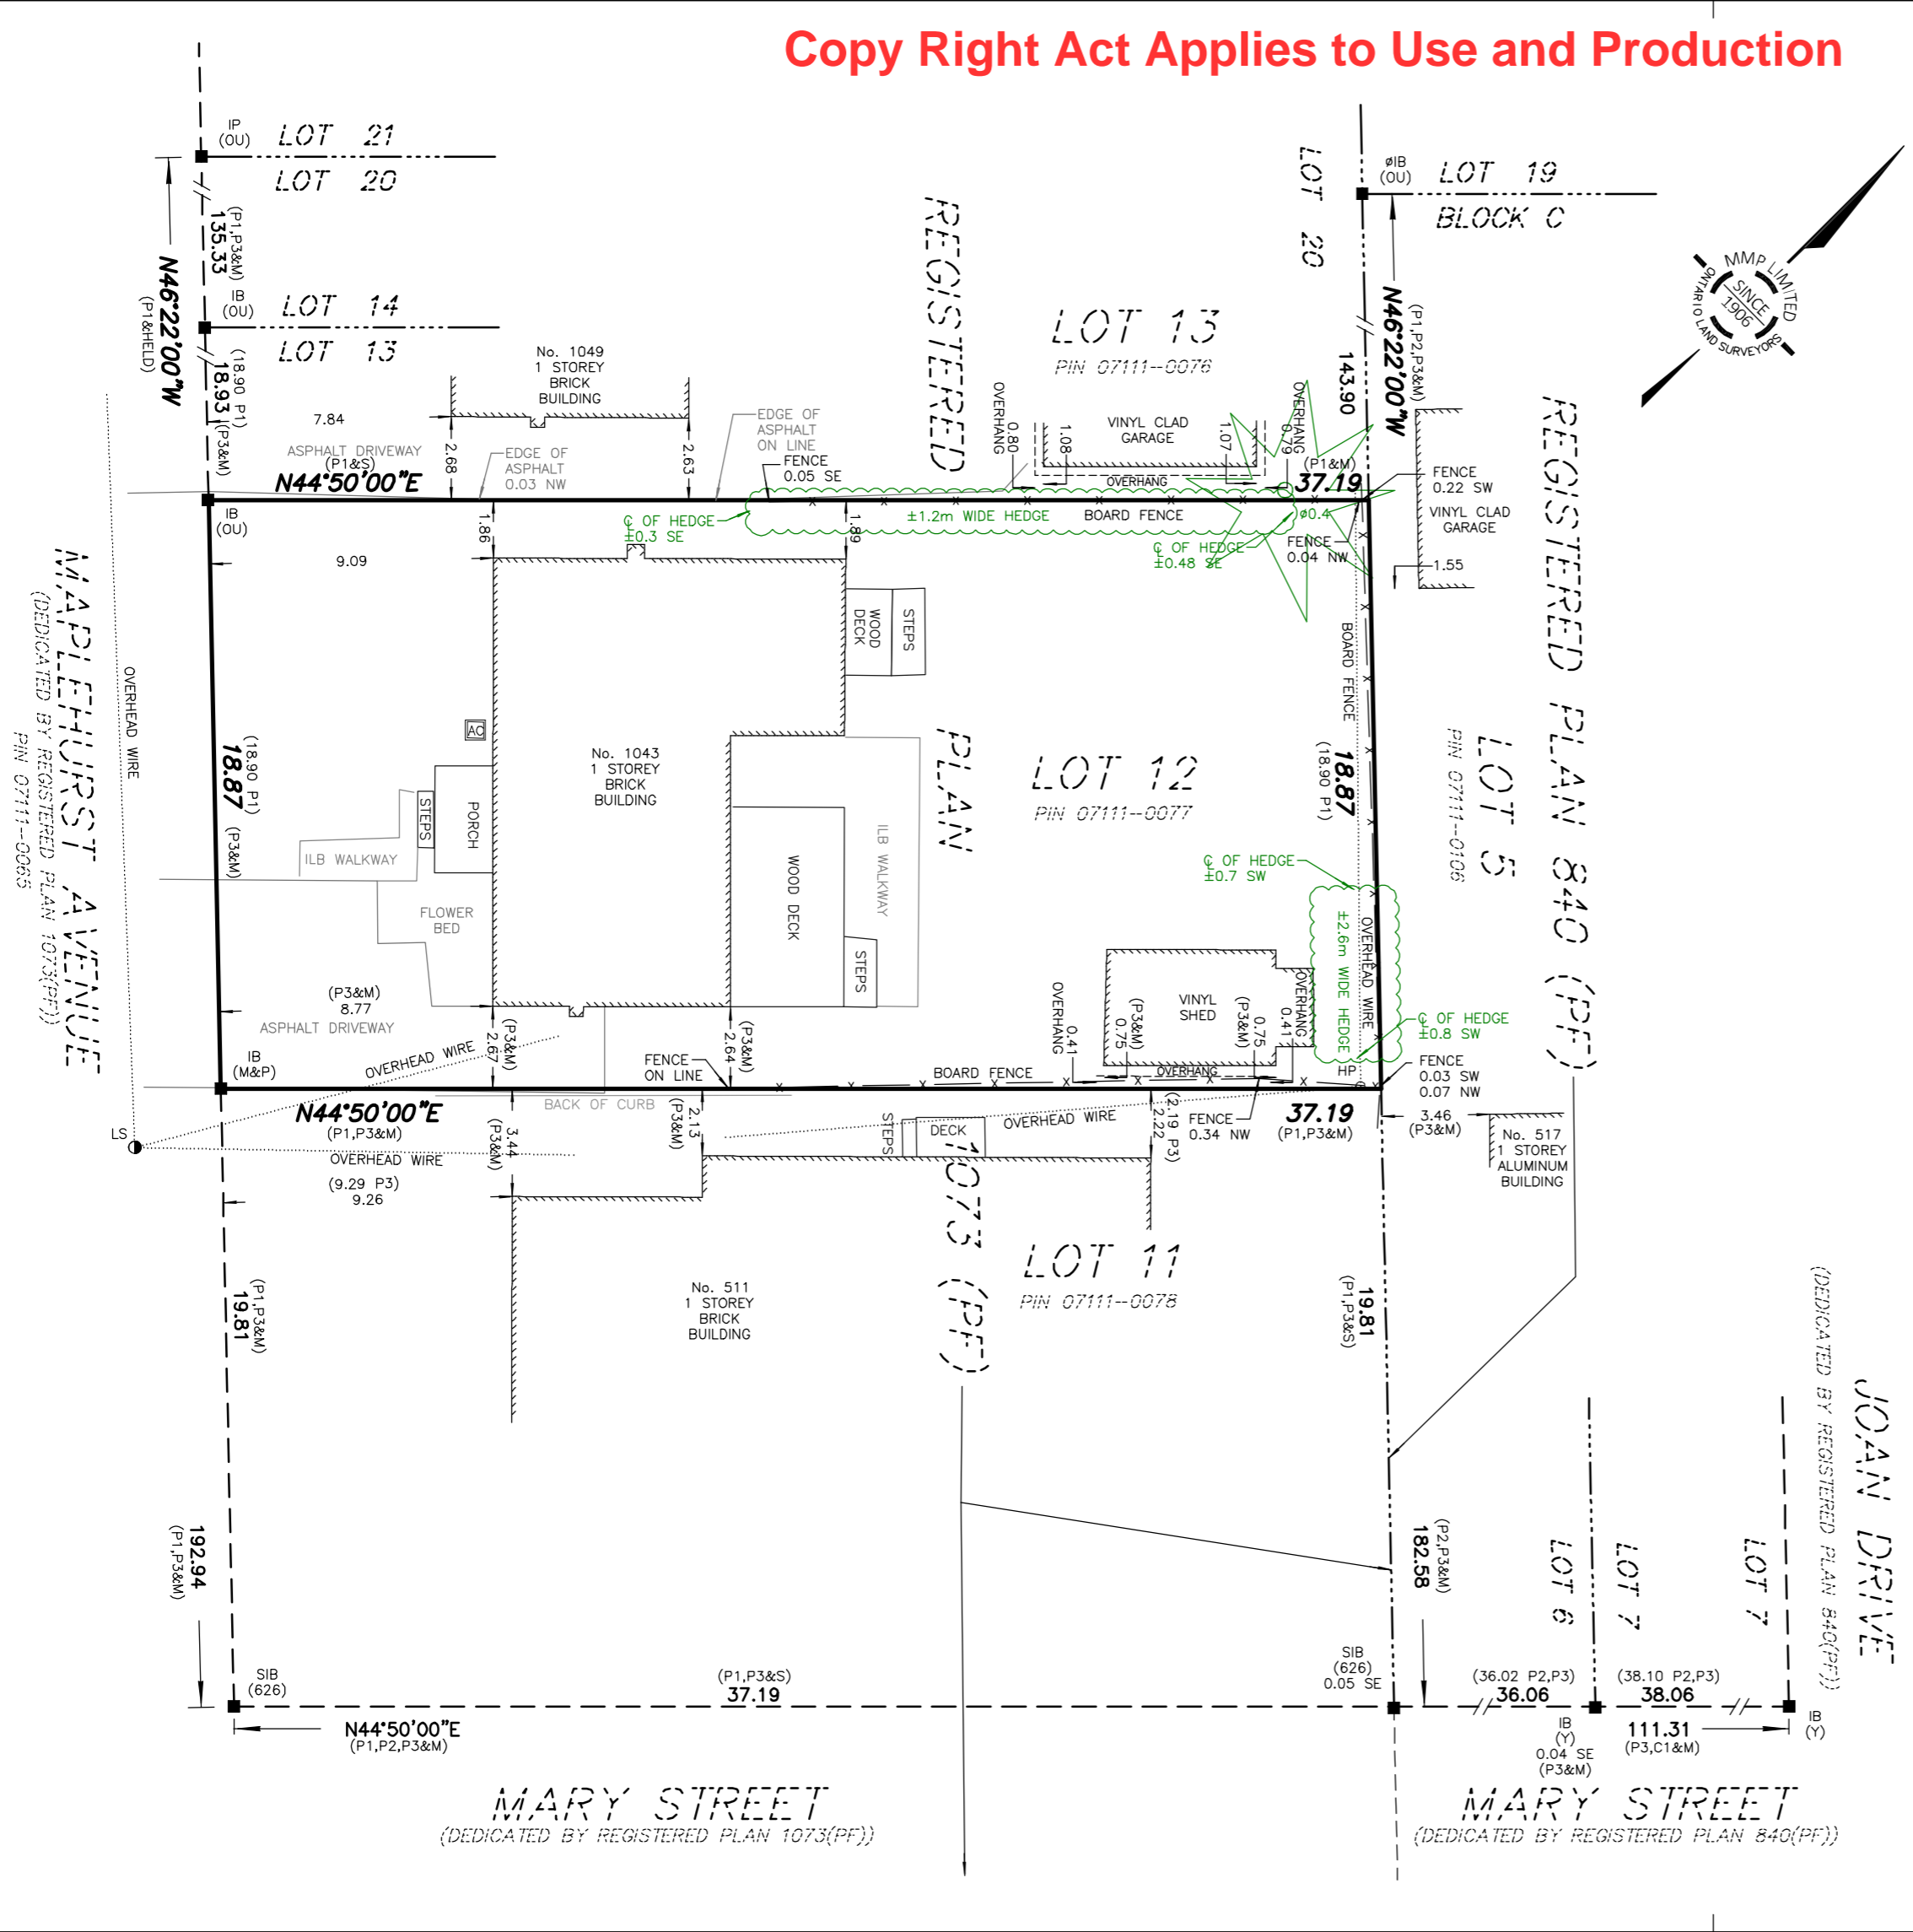 Copy Right Act Applies to Use and Production
IP
(OU)
LOT 21
LOT 20
(P1,P3&M)
135.33
N46°22'00"W
(P1&HELD)
IB
(OU)
LOT 14
LOT 13
(18.90 P1)
18.93
(P3&M)
No. 1049
1 STOREY
BRICK
BUILDING
7.84
ASPHALT DRIVEWAY
(P1&S)
N44°50'00"E
2.68
2.63
EDGE OF
ASPHALT
0.03 NW
EDGE OF
ASPHALT
ON LINE
FENCE
0.05 SE
REGISTERED
LOT 13
PIN 07111-0076
LOT 20
øIB
(OU)
LOT 19
BLOCK C
N46°22'00"W
(P1,P2,P3&M)
143.90
MMP LIMITED
SINCE
1906
ONTARIO LAND SURVEYORS
OVERHANG
0.80
1.08
VINYL CLAD
GARAGE
1.07
0.79
OVERHANG
OVERHANG
(P1&M)
37.19
FENCE
0.22 SW
VINYL CLAD
GARAGE
1.55
IB
(OU)
1.86
℄ OF HEDGE
±0.3 SE
1.89
±1.2m WIDE HEDGE
BOARD FENCE
ø0.4
℄ OF HEDGE
±0.48 SE
FENCE
0.04 NW
9.09
WOOD
DECK
STEPS
BOARD FENCE
REGISTERED PLAN 840 (PF)
MAPLEHURST AVENUE
(DEDICATED BY REGISTERED PLAN 1073(PF))
PIN 07111-0065
OVERHEAD WIRE
(18.90 P1)
18.87
(P3&M)
AC
No. 1043
1 STOREY
BRICK
BUILDING
PORCH
STEPS
ILB WALKWAY
FLOWER
BED
PLAN
LOT 12
PIN 07111-0077
18.87
(18.90 P1)
LOT 5
PIN 07111-0106
WOOD DECK
ILB WALKWAY
STEPS
℄ OF HEDGE
±0.7 SW
±2.6m WIDE HEDGE
OVERHEAD WIRE
℄ OF HEDGE
±0.8 SW
(P3&M)
8.77
ASPHALT DRIVEWAY
IB
(M&P)
OVERHEAD WIRE
(P3&M)
2.67
FENCE
ON LINE
(P3&M)
2.64
BOARD FENCE
OVERHANG
0.41
(P3&M)
0.75
VINYL
SHED
(P3&M)
0.75
0.41
OVERHANG
OVERHANG
HP
FENCE
0.03 SW
0.07 NW
LS
N44°50'00"E
(P1,P3&M)
OVERHEAD WIRE
(9.29 P3)
9.26
BACK OF CURB
3.44
(P3&M)
2.13
(P3&M)
STEPS
DECK
OVERHEAD WIRE
(2.19 P3)
2.22
FENCE
0.34 NW
37.19
(P1,P3&M)
3.46
(P3&M)
No. 517
1 STOREY
ALUMINUM
BUILDING
1073 (PF)
LOT 11
PIN 07111-0078
No. 511
1 STOREY
BRICK
BUILDING
(P1,P3&M)
19.81
19.81
(P1,P3&S)
JOAN DRIVE
(DEDICATED BY REGISTERED PLAN 840(PF))
192.94
(P1,P3&M)
(P2,P3&M)
182.58
LOT 6
LOT 7
LOT 7
SIB
(626)
(P1,P3&S)
37.19
SIB
(626)
0.05 SE
(36.02 P2,P3)
36.06
(38.10 P2,P3)
38.06
N44°50'00"E
(P1,P2,P3&M)
IB
(Y)
0.04 SE
(P3&M)
111.31
(P3,C1&M)
IB
(Y)
MARY STREET
(DEDICATED BY REGISTERED PLAN 1073(PF))
MARY STREET
(DEDICATED BY REGISTERED PLAN 840(PF))